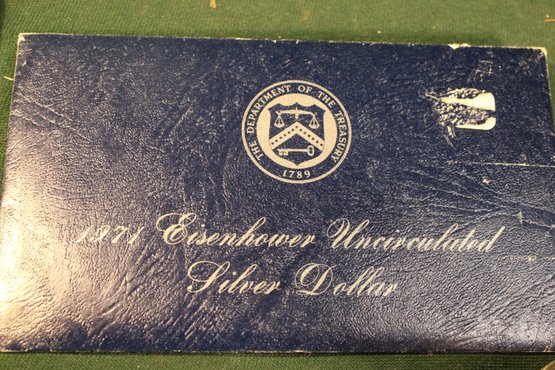 THE DEPARTMENT OF THE TREASURY
1789
1971 Eisenhower Uncirculated
Silver Dollar